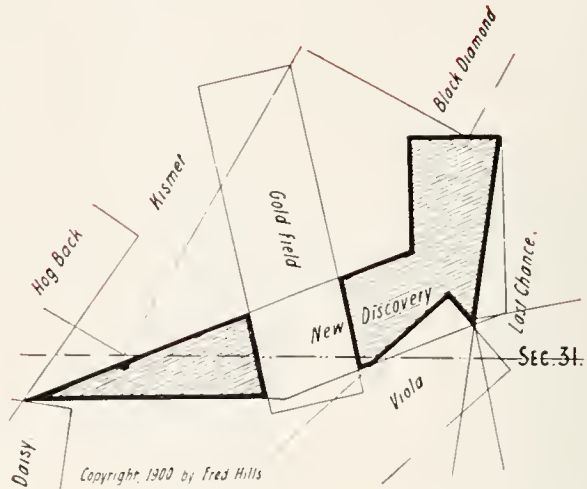 Black Diamond
Kismet
Gold field
Hog Back
Last Chance.
New Discovery
SEC. 31.
Viola
Daisy
Copyright, 1900 by Fred Hills